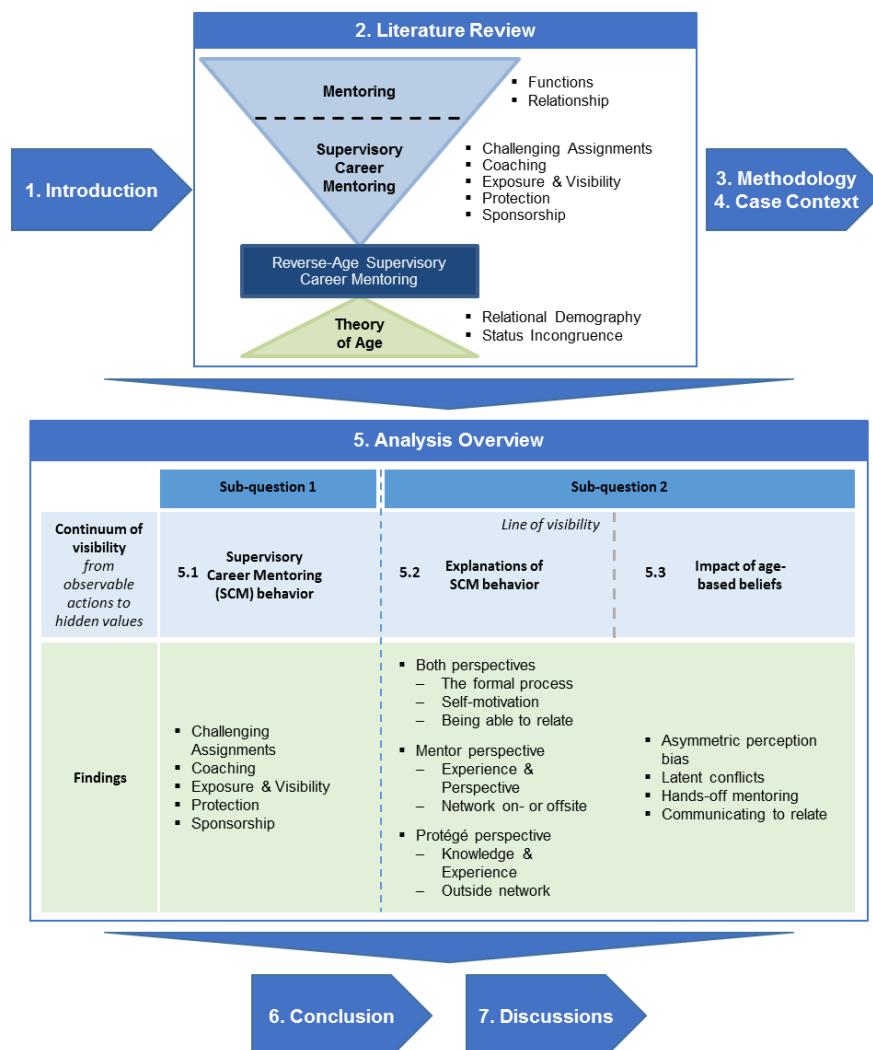 2. Literature Review
Mentoring
▪ Functions
▪ Relationship
Supervisory
Career
Mentoring
▪ Challenging Assignments
▪ Coaching
▪ Exposure & Visibility
▪ Protection
▪ Sponsorship
1. Introduction
3. Methodology
4. Case Context
Reverse-Age Supervisory
Career Mentoring
Theory
of Age
▪ Relational Demography
▪ Status Incongruence
5. Analysis Overview
Sub-question 1
Sub-question 2
Continuum of
visibility
from
observable
actions to
hidden values
5.1 Supervisory
Career Mentoring
(SCM) behavior
Line of visibility
5.2 Explanations of
SCM behavior
5.3 Impact of age-
based beliefs
Findings
▪ Challenging
Assignments
▪ Coaching
▪ Exposure & Visibility
▪ Protection
▪ Sponsorship
▪ Both perspectives
– The formal process
– Self-motivation
– Being able to relate
▪ Mentor perspective
– Experience &
Perspective
– Network on- or offsite
▪ Protégé perspective
– Knowledge &
Experience
– Outside network
▪ Asymmetric perception
bias
▪ Latent conflicts
▪ Hands-off mentoring
▪ Communicating to relate
6. Conclusion
7. Discussions